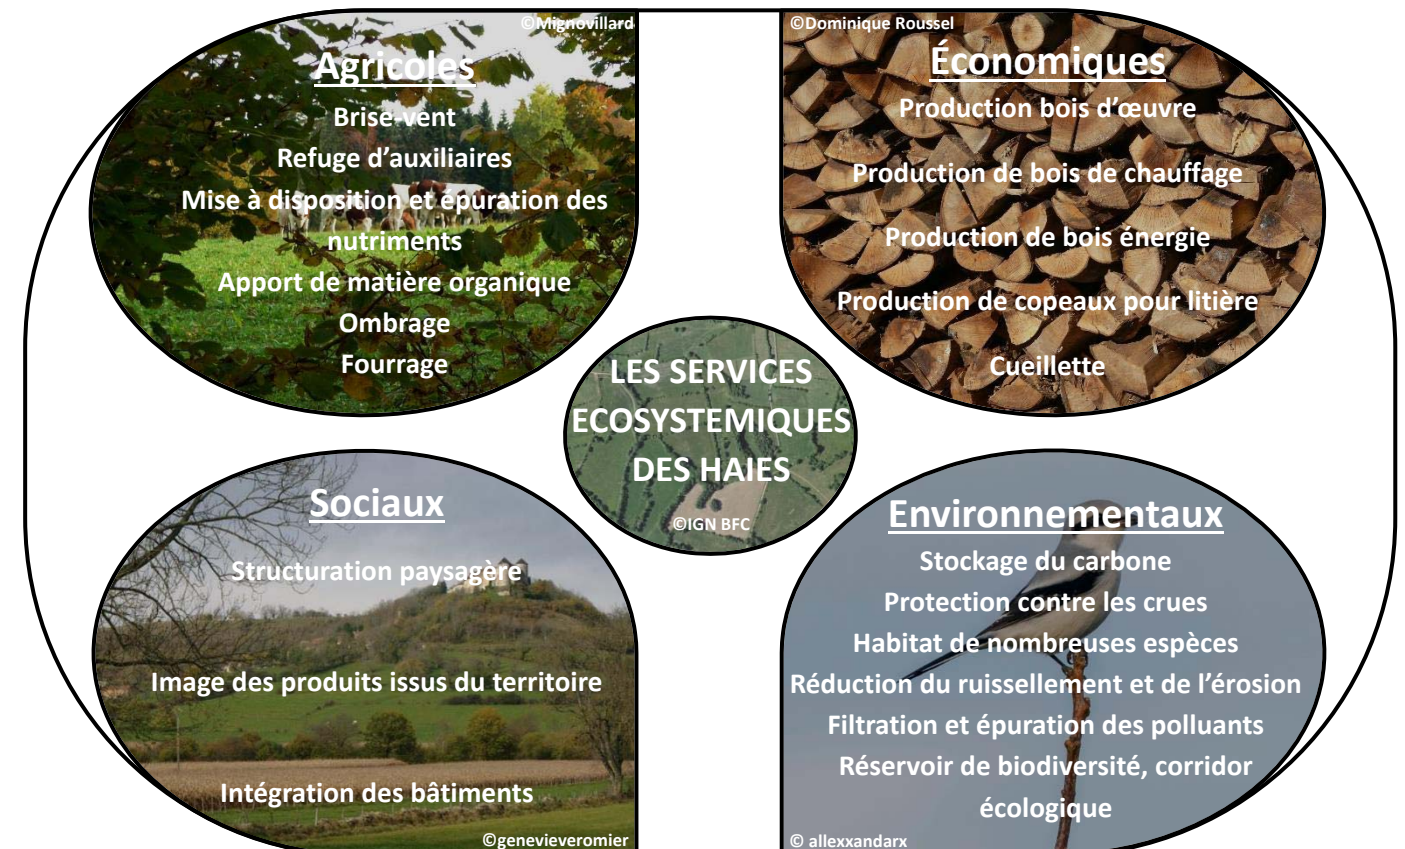 ©Mignovillard
Agricoles
Brise-vent
Refuge d'auxiliaires
Mise à disposition et épuration des
nutriments
Apport de matière organique
Ombrage
Fourrage
©Dominique Roussel
Économiques
Production bois d'œuvre
Production de bois de chauffage
Production de bois énergie
Production de copeaux pour litière
Cueillette
LES SERVICES
ECOSYSTEMIQUES
DES HAIES
©IGN BFC
Sociaux
Structuration paysagère
Image des produits issus du territoire
Intégration des bâtiments
©genevieveromier
Environnementaux
Stockage du carbone
Protection contre les crues
Habitat de nombreuses espèces
Réduction du ruissellement et de l'érosion
Filtration et épuration des polluants
Réservoir de biodiversité, corridor
écologique
© allexxandarx